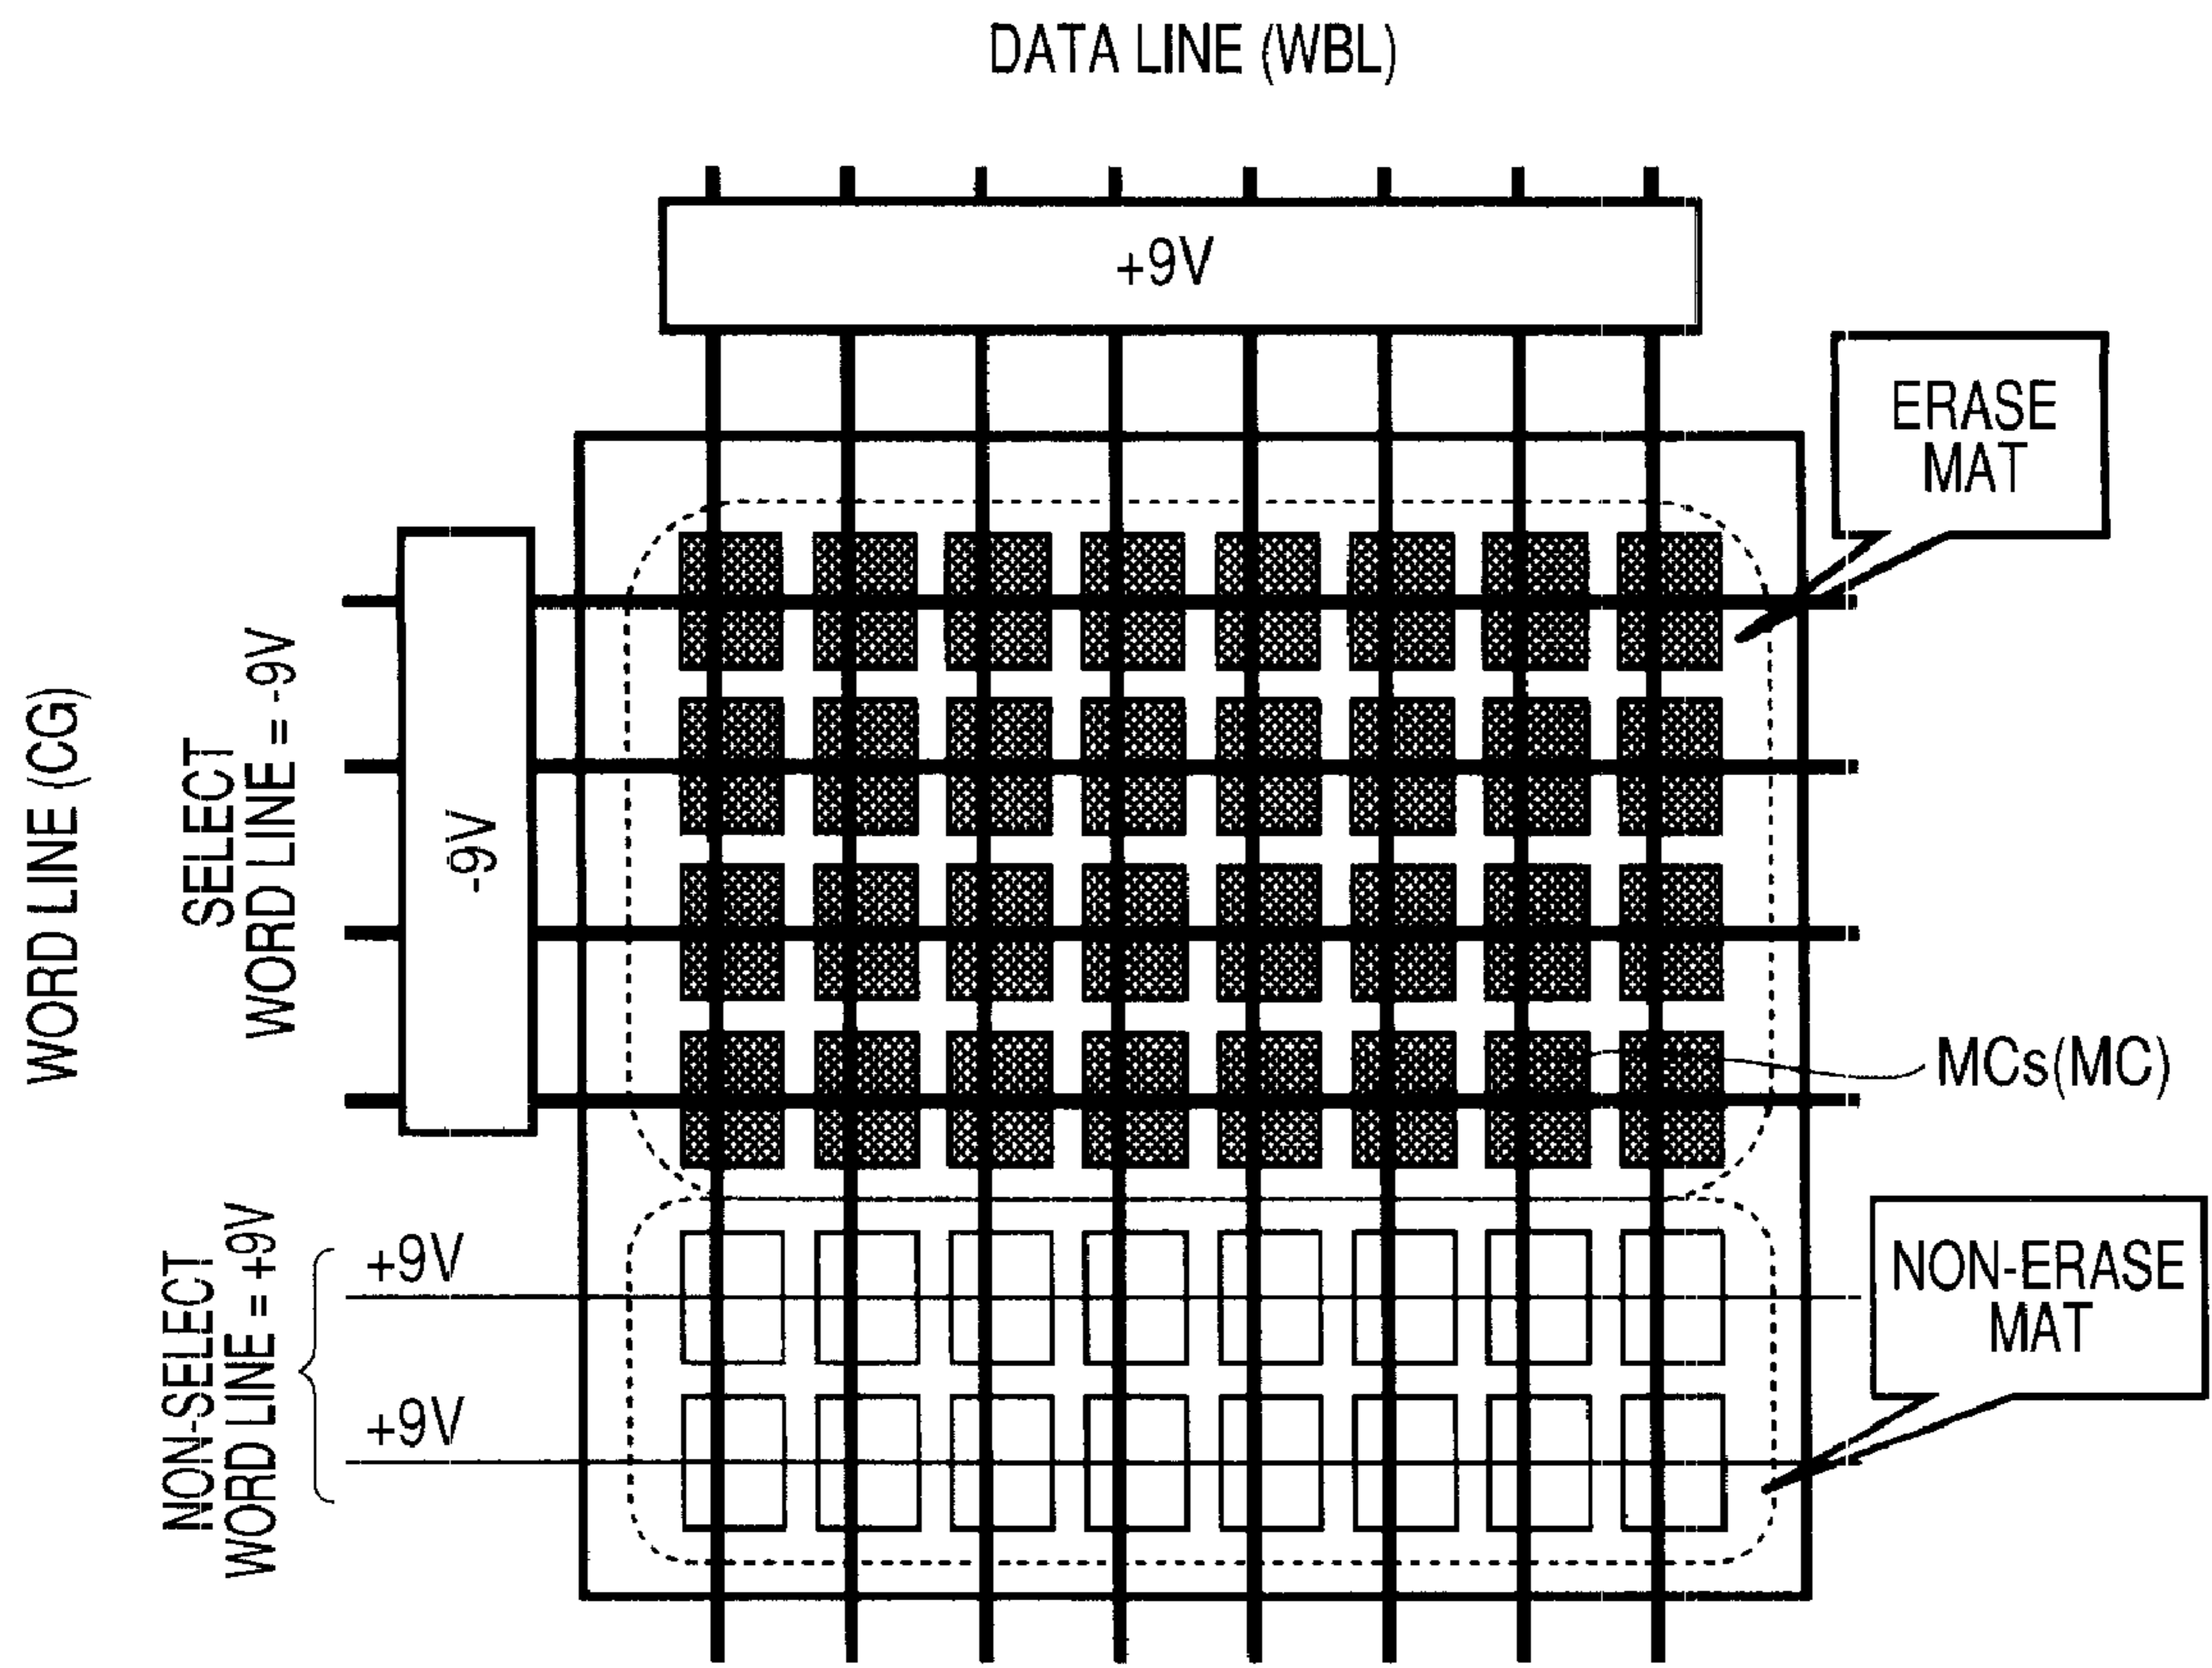 DATA LINE (WBL)
+9V
ERASE
MAT
WORD LINE (CG)
SELECT
WORD LINE = -9V
-9V
MCs(MC)
NON-SELECT
WORD LINE = +9V
+9V
+9V
NON-ERASE
MAT